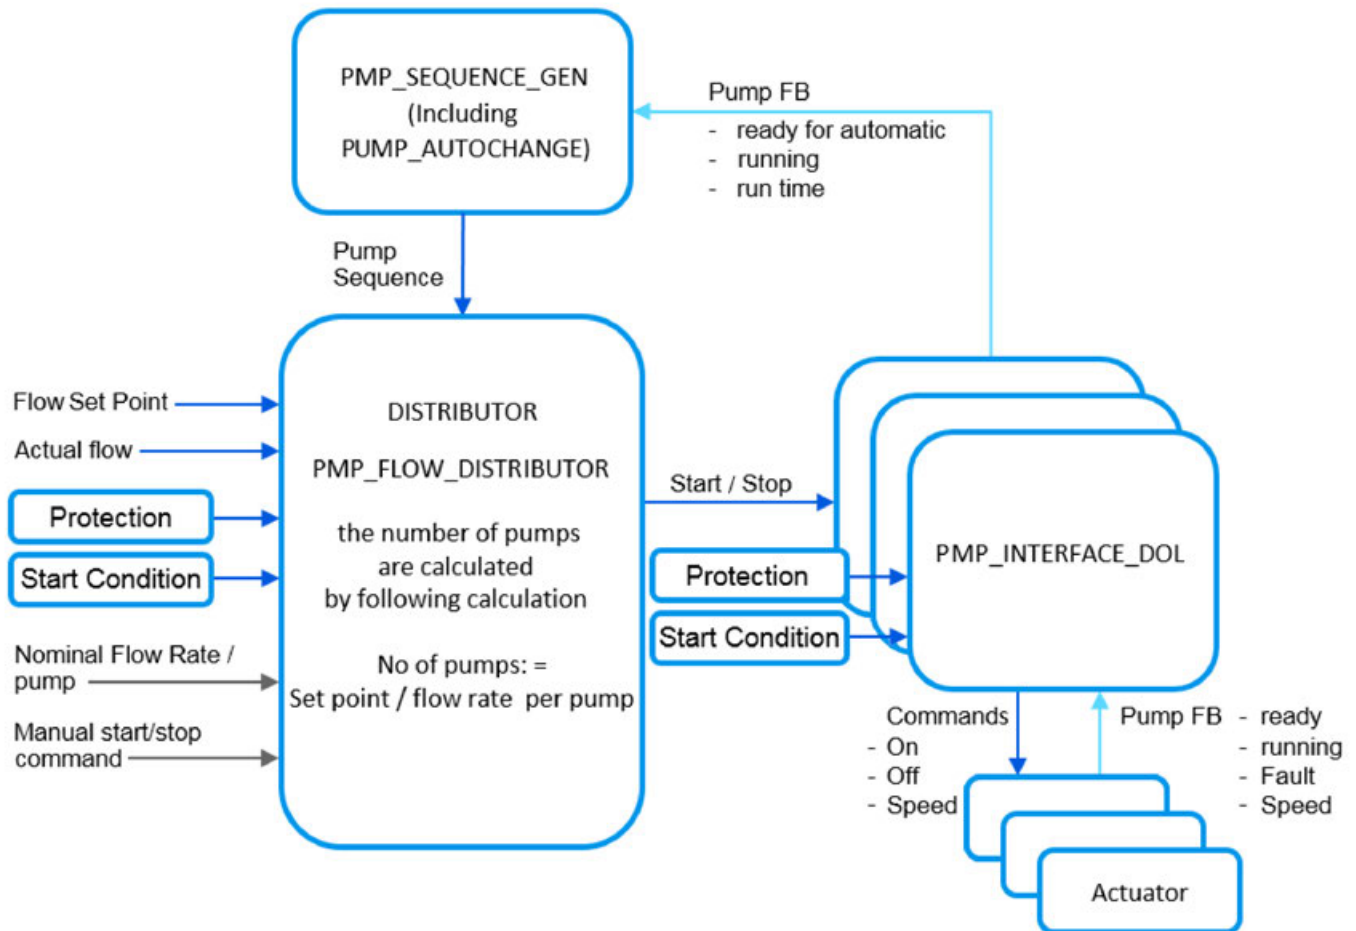 PMP_SEQUENCE_GEN
(Including
PUMP_AUTOCHANGE)
Pump FB
- ready for automatic
- running
- run time
Pump
Sequence
Flow Set Point
Actual flow
Protection
Start Condition
Nominal Flow Rate /
pump
Manual start/stop
command
DISTRIBUTOR
PMP_FLOW_DISTRIBUTOR
the number of pumps
are calculated
by following calculation
No of pumps: =
Set point / flow rate per pump
Start / Stop
Protection
Start Condition
PMP_INTERFACE_DOL
Commands
- On
- Off
- Speed
Pump FB - ready
- running
- Fault
- Speed
Actuator